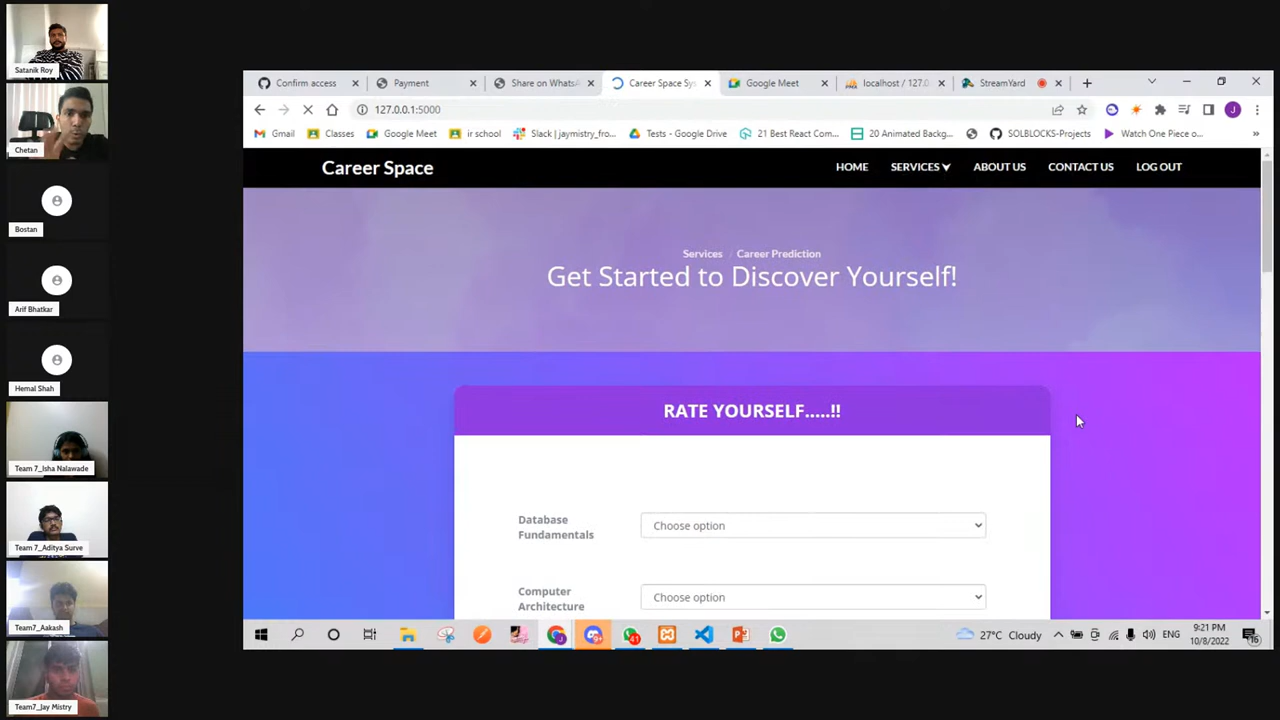 Satanik Roy
Chetan
Bostan
Arif Bhatkar
Hemal Shah
Team 7_Isha Nalawade
Team 7_Aditya Surve
Team7_Aakash
Team7_Jay Mistry
Confirm access
Payment
Share on WhatsA
Career Space Sy
Google Meet
localhost / 127.0
StreamYard
127.0.0.1:5000
J
Gmail
Classes
Google Meet
ir school
Slack | jaymistry_fro...
Tests - Google Drive
21 Best React Com...
20 Animated Backg...
SOLBLOCKS-Projects
Watch One Piece o...
Career Space
HOME
SERVICES
ABOUT US
CONTACT US
LOG OUT
Services / Career Prediction
Get Started to Discover Yourself!
RATE YOURSELF.....!!
Database
Fundamentals
Choose option
Computer
Architecture
Choose option
41
27°C Cloudy
ENG
9:21 PM
10/8/2022